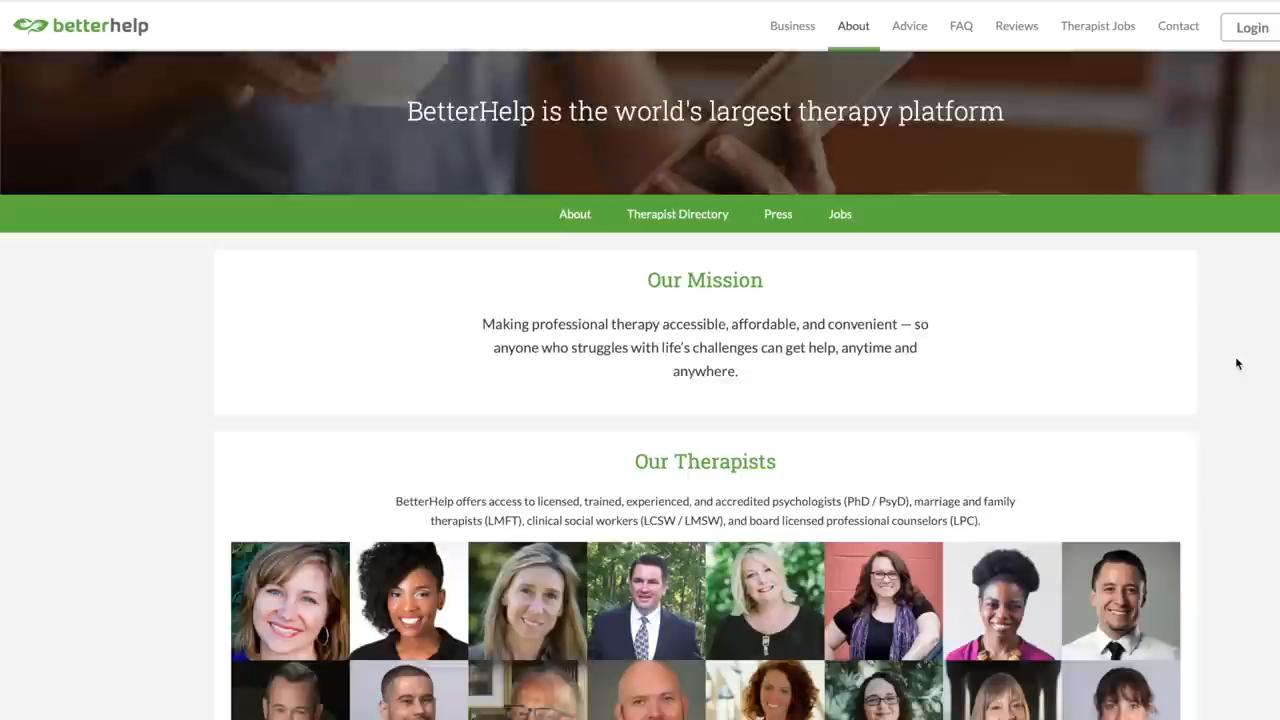 betterhelp
Business About Advice FAQ Reviews Therapist Jobs Contact Login
BetterHelp is the world's largest therapy platform
About Therapist Directory Press Jobs
Our Mission
Making professional therapy accessible, affordable, and convenient — so
anyone who struggles with life's challenges can get help, anytime and
anywhere.
Our Therapists
BetterHelp offers access to licensed, trained, experienced, and accredited psychologists (PhD / PsyD), marriage and family
therapists (LMFT), clinical social workers (LCSW / LMSW), and board licensed professional counselors (LPC).